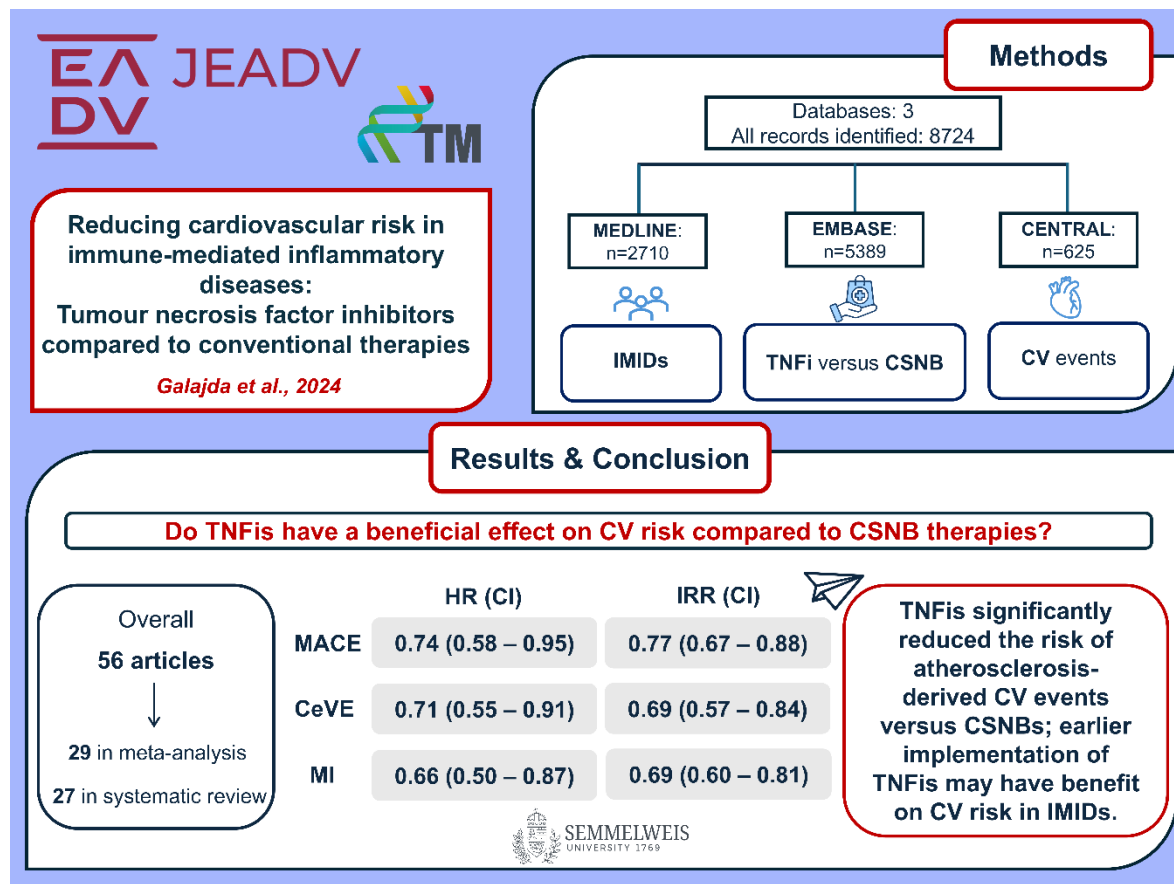 EADV JEADV
TM
Reducing cardiovascular risk in
immune-mediated inflammatory
diseases:
Tumour necrosis factor inhibitors
compared to conventional therapies
Galajda et al., 2024
Methods
Databases: 3
All records identified: 8724
MEDLINE:
n=2710
EMBASE:
n=5389
CENTRAL:
n=625
IMIDs
TNFi versus CSNB
CV events
Results & Conclusion
Do TNFis have a beneficial effect on CV risk compared to CSNB therapies?
Overall
56 articles
29 in meta-analysis
27 in systematic review
HR (CI) IRR (CI)
MACE 0.74 (0.58 – 0.95) 0.77 (0.67 – 0.88)
CeVE 0.71 (0.55 – 0.91) 0.69 (0.57 – 0.84)
MI 0.66 (0.50 – 0.87) 0.69 (0.60 – 0.81)
TNFis significantly
reduced the risk of
atherosclerosis-
derived CV events
versus CSNBs; earlier
implementation of
TNFis may have benefit
on CV risk in IMIDs.
SEMMELWEIS
UNIVERSITY 1769